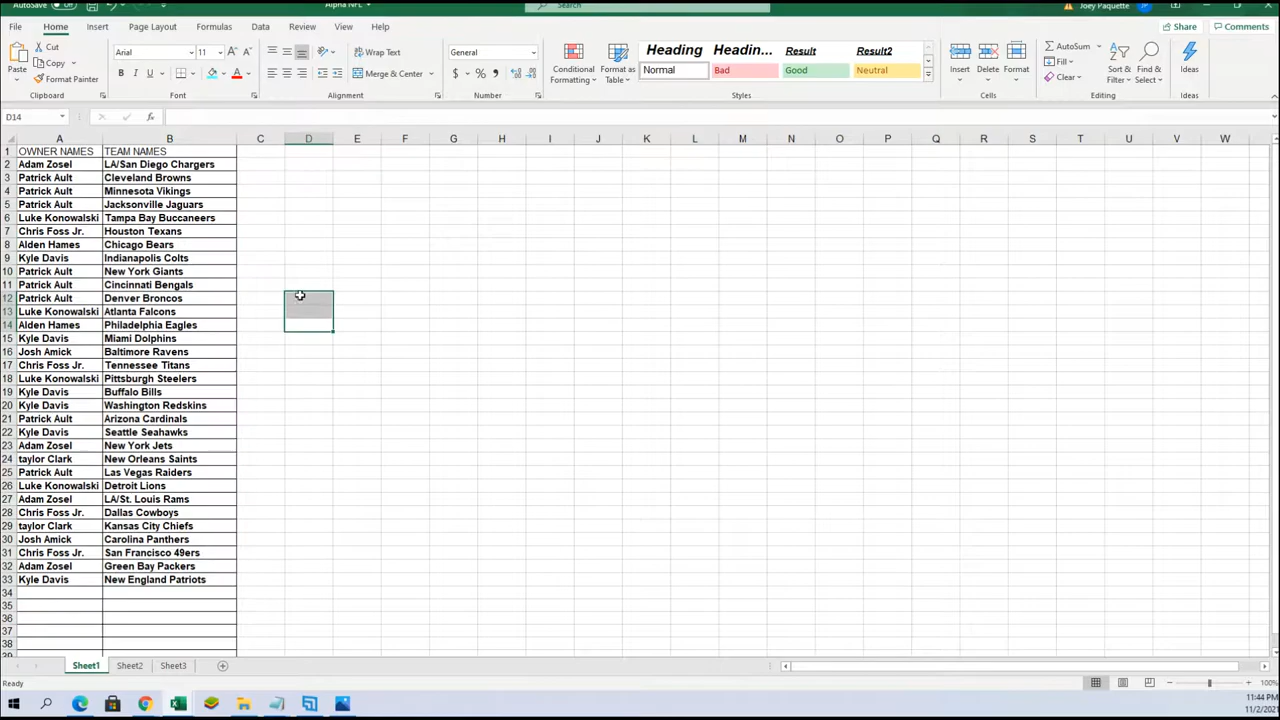 AutoSave Off Alpha NFL Search Joey Paquette
File Home Insert Page Layout Formulas Data Review View Help Share Comments
Cut Arial 11 Wrap Text General Heading Headin... Result Result2 AutoSum
Paste Copy Format Painter Merge & Center Conditional Formatting Format as Table Normal Bad Good Neutral Insert Delete Format Fill Clear Sort & Filter Find & Select Ideas
Clipboard Font Alignment Number Styles Cells Editing Ideas
D14 fx
A B C D E F G H I J K L M N O P Q R S T U V W
1 OWNER NAMES TEAM NAMES
2 Adam Zosel LA/San Diego Chargers
3 Patrick Ault Cleveland Browns
4 Patrick Ault Minnesota Vikings
5 Patrick Ault Jacksonville Jaguars
6 Luke Konowalski Tampa Bay Buccaneers
7 Chris Foss Jr. Houston Texans
8 Alden Hames Chicago Bears
9 Kyle Davis Indianapolis Colts
10 Patrick Ault New York Giants
11 Patrick Ault Cincinnati Bengals
12 Patrick Ault Denver Broncos
13 Luke Konowalski Atlanta Falcons
14 Alden Hames Philadelphia Eagles
15 Kyle Davis Miami Dolphins
16 Josh Amick Baltimore Ravens
17 Chris Foss Jr. Tennessee Titans
18 Luke Konowalski Pittsburgh Steelers
19 Kyle Davis Buffalo Bills
20 Kyle Davis Washington Redskins
21 Patrick Ault Arizona Cardinals
22 Kyle Davis Seattle Seahawks
23 Adam Zosel New York Jets
24 taylor Clark New Orleans Saints
25 Patrick Ault Las Vegas Raiders
26 Luke Konowalski Detroit Lions
27 Adam Zosel LA/St. Louis Rams
28 Chris Foss Jr. Dallas Cowboys
29 taylor Clark Kansas City Chiefs
30 Josh Amick Carolina Panthers
31 Chris Foss Jr. San Francisco 49ers
32 Adam Zosel Green Bay Packers
33 Kyle Davis New England Patriots
34
35
36
37
38
39
Sheet1 Sheet2 Sheet3
Ready 100%
11:44 PM
11/2/2021